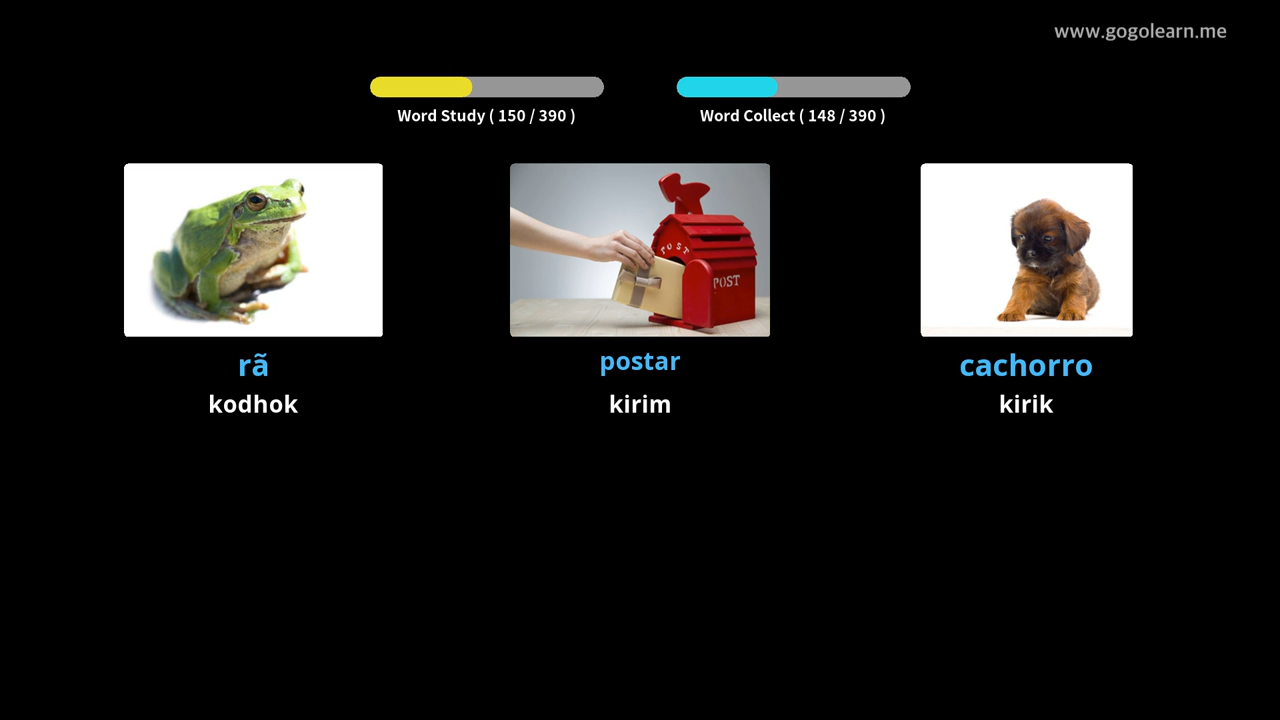 www.gogolearn.me
Word Study ( 150 / 390 )
Word Collect ( 148 / 390 )
POST
POST
rã
postar
cachorro
kodhok
kirim
kirik